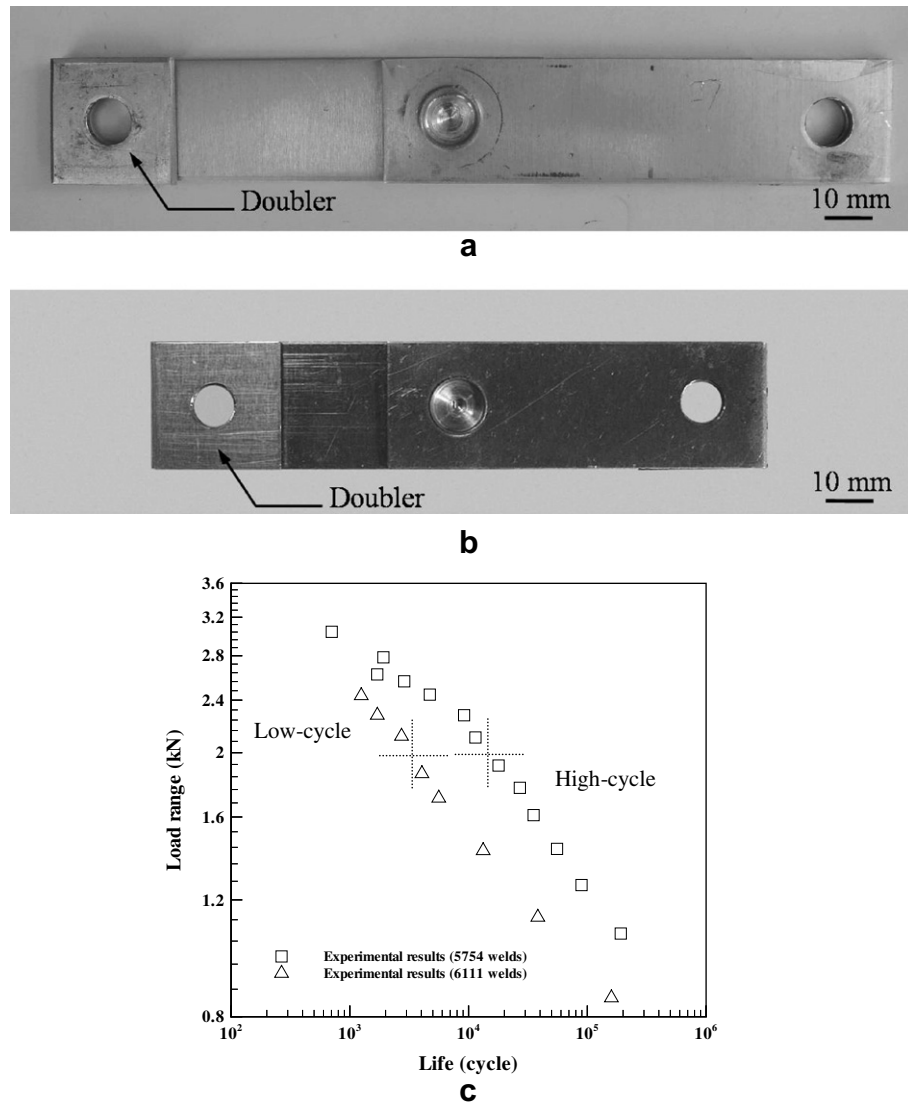 Doubler
10 mm
a
Doubler
10 mm
b
3.6
3.2
2.8
2.4
2
1.6
1.2
0.8
Load range (kN)
Low-cycle
High-cycle
Experimental results (5754 welds)
Experimental results (6111 welds)
10²
10³
10⁴
10⁵
10⁶
Life (cycle)
c